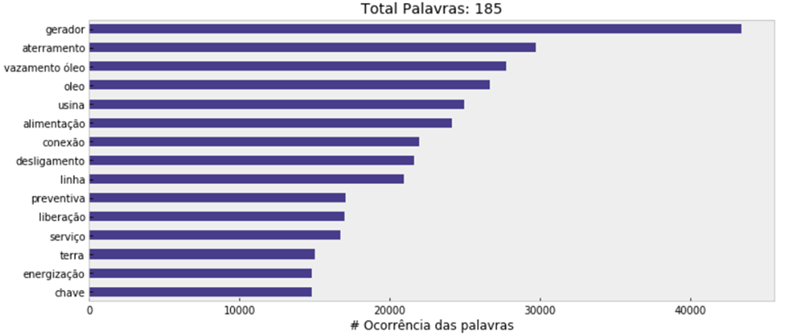 Total Palavras: 185
gerador
aterramento
vazamento óleo
oleo
usina
alimentação
conexão
desligamento
linha
preventiva
liberação
serviço
terra
energização
chave
0 10000 20000 30000 40000
# Ocorrência das palavras